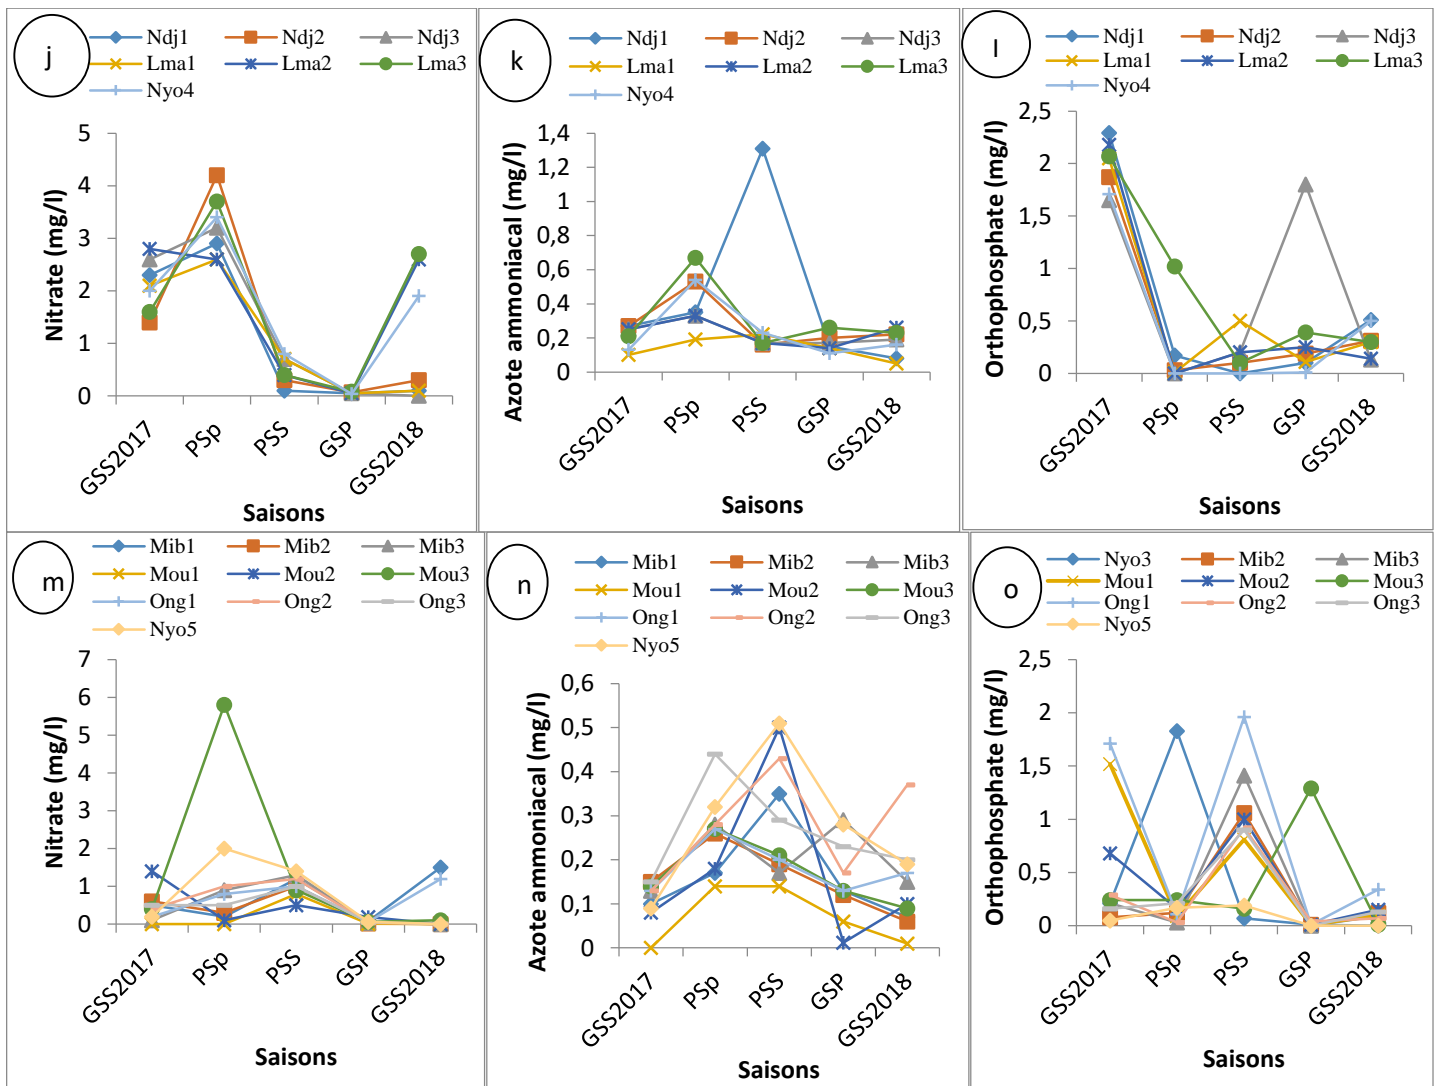 j
Ndj1 Ndj2 Ndj3
Lma1 Lma2 Lma3
Nyo4
Nitrate (mg/l)
5
4
3
2
1
0
GSS2017 PSp PSS GSP GSS2018
Saisons
k
Ndj1 Ndj2 Ndj3
Lma1 Lma2 Lma3
Nyo4
Azote ammoniacal (mg/l)
1,4
1,2
1
0,8
0,6
0,4
0,2
0
GSS2017 PSp PSS GSP GSS2018
Saisons
l
Ndj1 Ndj2 Ndj3
Lma1 Lma2 Lma3
Nyo4
Orthophosphate (mg/l)
2,5
2
1,5
1
0,5
0
GSS2017 PSp PSS GSP GSS2018
Saisons
m
Mib1 Mib2 Mib3
Mou1 Mou2 Mou3
Ong1 Ong2 Ong3
Nyo5
Nitrate (mg/l)
7
6
5
4
3
2
1
0
GSS2017 PSp PSS GSP GSS2018
Saisons
n
Mib1 Mib2 Mib3
Mou1 Mou2 Mou3
Ong1 Ong2 Ong3
Nyo5
Azote ammoniacal (mg/l)
0,6
0,5
0,4
0,3
0,2
0,1
0
GSS2017 PSp PSS GSP GSS2018
Saisons
o
Nyo3 Mib2 Mib3
Mou1 Mou2 Mou3
Ong1 Ong2 Ong3
Nyo5
Orthophosphate (mg/l)
2,5
2
1,5
1
0,5
0
GSS2017 PSp PSS GSP GSS2018
Saisons